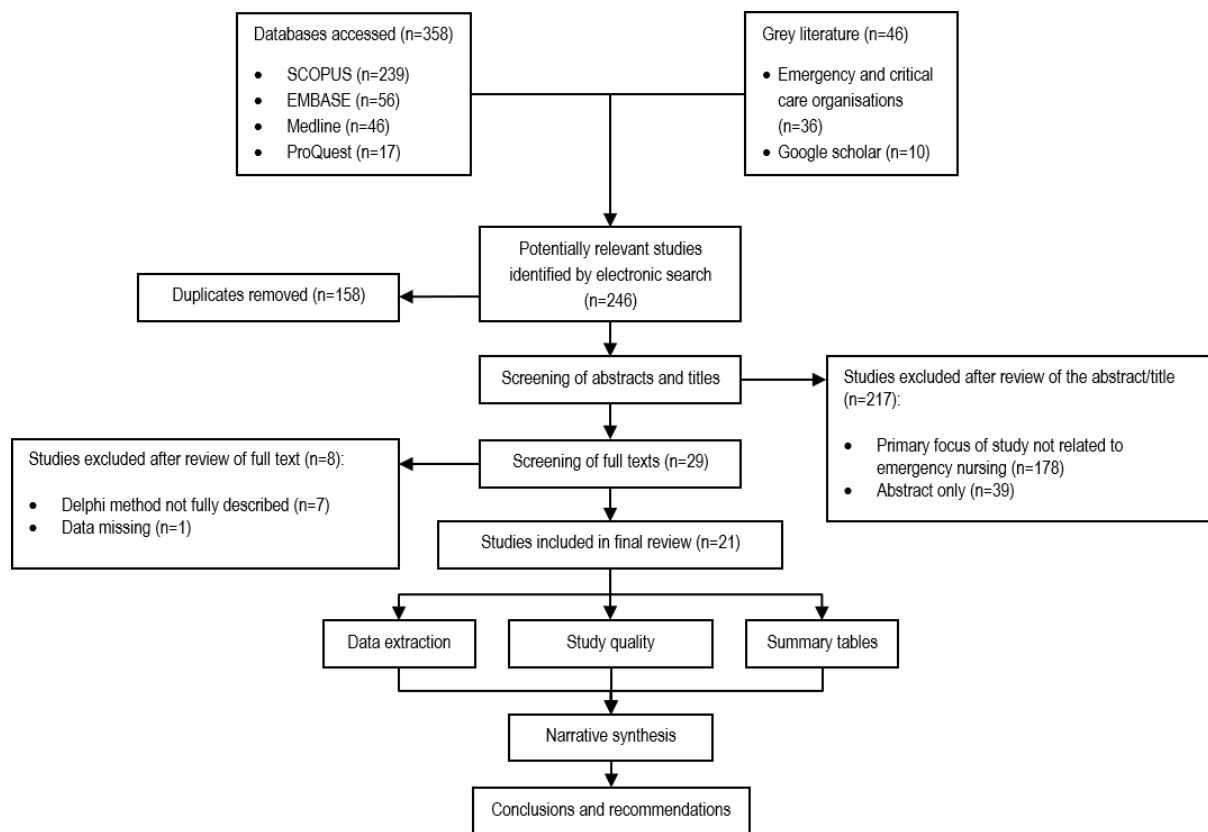 Databases accessed (n=358)
• SCOPUS (n=239)
• EMBASE (n=56)
• Medline (n=46)
• ProQuest (n=17)
Grey literature (n=46)
• Emergency and critical
care organisations
(n=36)
• Google scholar (n=10)
Potentially relevant studies
identified by electronic search
(n=246)
Duplicates removed (n=158)
Screening of abstracts and titles
Studies excluded after review of the abstract/title
(n=217):
• Primary focus of study not related to
emergency nursing (n=178)
• Abstract only (n=39)
Studies excluded after review of full text (n=8):
• Delphi method not fully described (n=7)
• Data missing (n=1)
Screening of full texts (n=29)
Studies included in final review (n=21)
Data extraction
Study quality
Summary tables
Narrative synthesis
Conclusions and recommendations